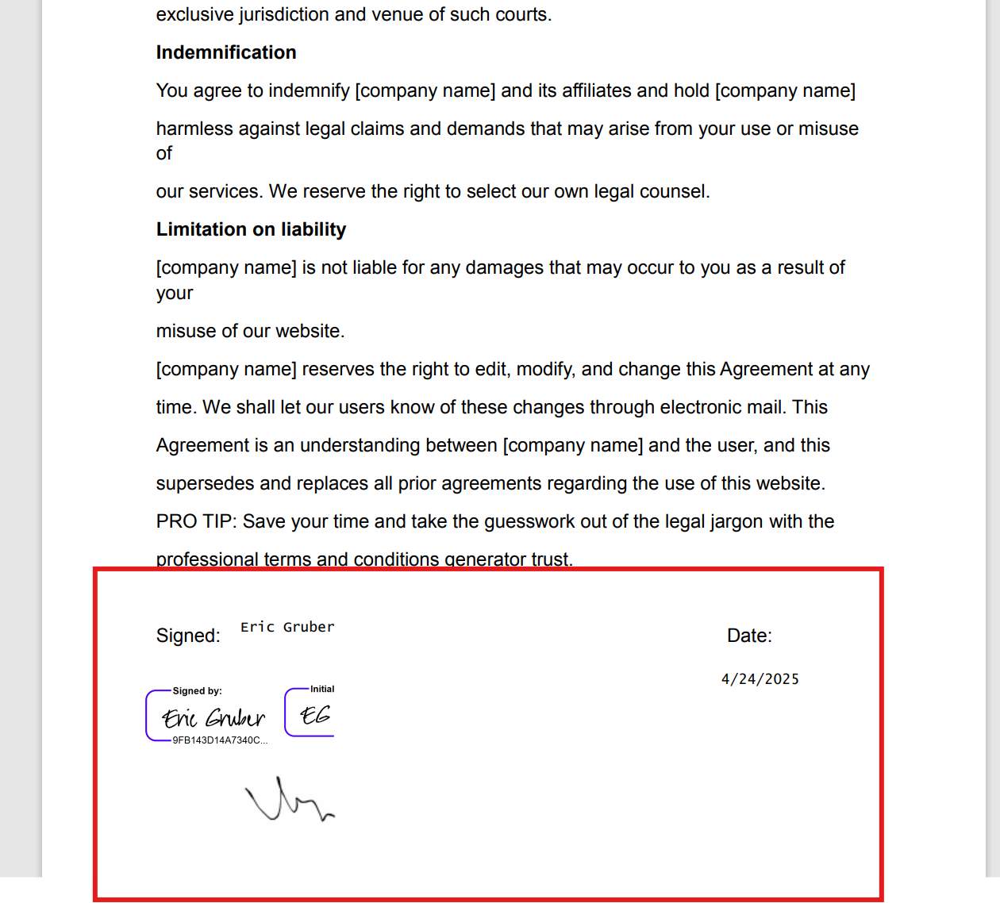 exclusive jurisdiction and venue of such courts.
Indemnification
You agree to indemnify [company name] and its affiliates and hold [company name]
harmless against legal claims and demands that may arise from your use or misuse
of
our services. We reserve the right to select our own legal counsel.
Limitation on liability
[company name] is not liable for any damages that may occur to you as a result of
your
misuse of our website.
[company name] reserves the right to edit, modify, and change this Agreement at any
time. We shall let our users know of these changes through electronic mail. This
Agreement is an understanding between [company name] and the user, and this
supersedes and replaces all prior agreements regarding the use of this website.
PRO TIP: Save your time and take the guesswork out of the legal jargon with the
professional terms and conditions generator trust.
Signed: Eric Gruber Date:
4/24/2025
Signed by: Initial
Eric Gruber EG
9FB143D14A7340C...